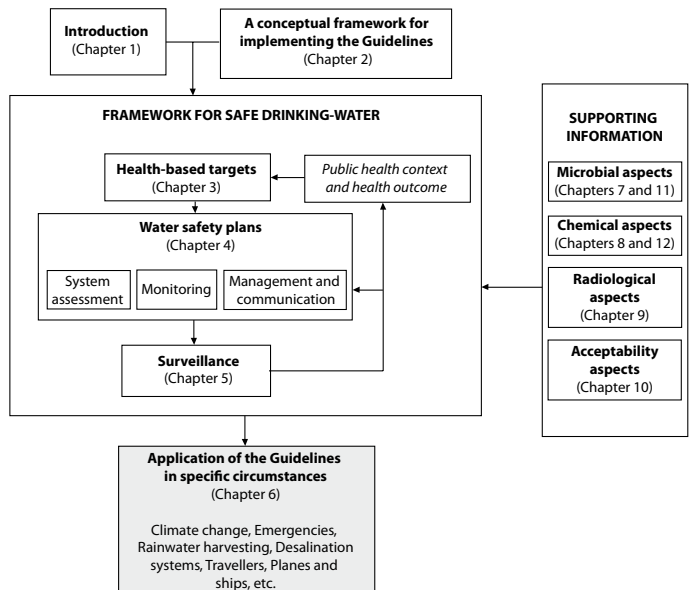 Introduction
(Chapter 1)
A conceptual framework for
implementing the Guidelines
(Chapter 2)
FRAMEWORK FOR SAFE DRINKING-WATER
Health-based targets
(Chapter 3)
Public health context
and health outcome
Water safety plans
(Chapter 4)
System
assessment
Monitoring
Management and
communication
Surveillance
(Chapter 5)
SUPPORTING
INFORMATION
Microbial aspects
(Chapters 7 and 11)
Chemical aspects
(Chapters 8 and 12)
Radiological
aspects
(Chapter 9)
Acceptability
aspects
(Chapter 10)
Application of the Guidelines
in specific circumstances
(Chapter 6)
Climate change, Emergencies,
Rainwater harvesting, Desalination
systems, Travellers, Planes and
ships, etc.